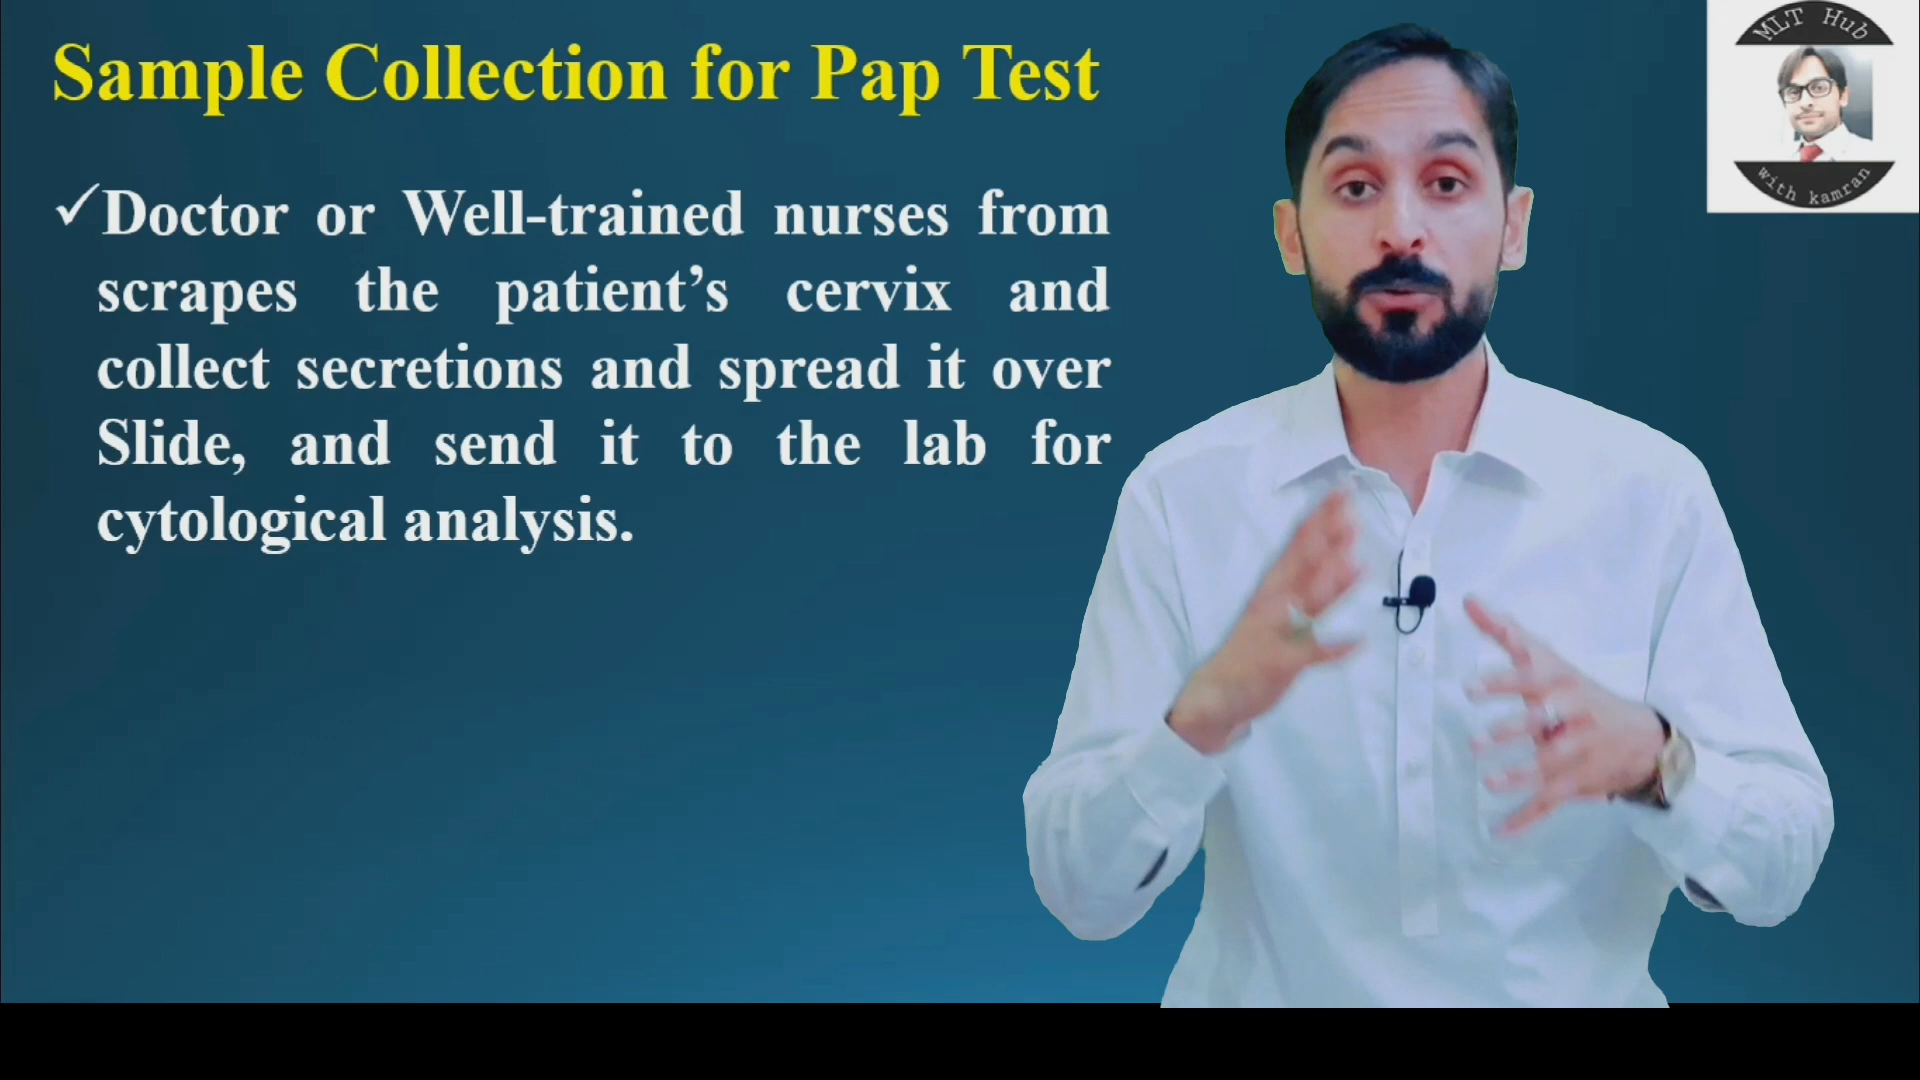 Sample Collection for Pap Test
MLT Hub
with kamran
✓Doctor or Well-trained nurses from
scrapes the patient’s cervix and
collect secretions and spread it over
Slide, and send it to the lab for
cytological analysis.